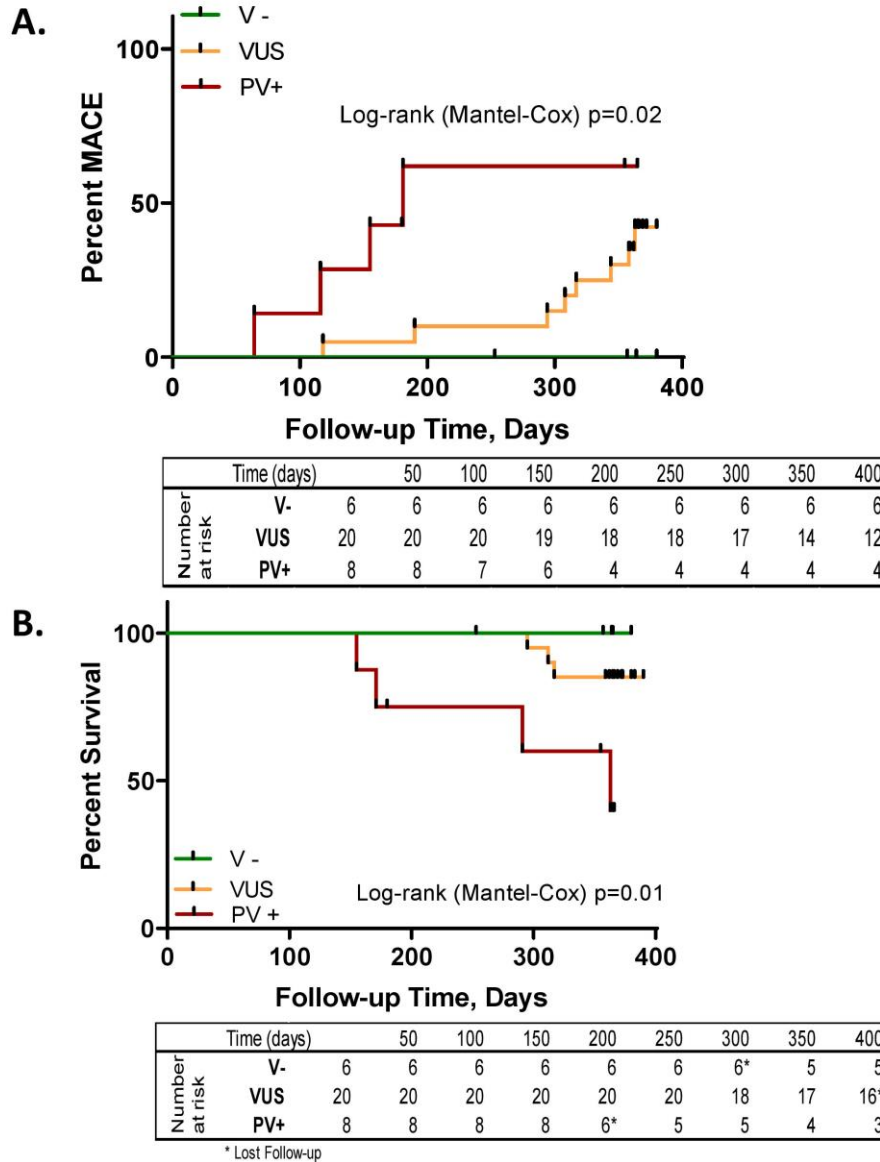 A.
V -
VUS
PV+
Log-rank (Mantel-Cox) p=0.02
Percent MACE
100
50
0
0 100 200 300 400
Follow-up Time, Days
Time (days) 50 100 150 200 250 300 350 400
Number at risk
V- 6 6 6 6 6 6 6 6 6
VUS 20 20 20 19 18 18 17 14 12
PV+ 8 8 7 6 4 4 4 4 4
B.
Percent Survival
100
50
0
V -
VUS
PV +
Log-rank (Mantel-Cox) p=0.01
0 100 200 300 400
Follow-up Time, Days
Time (days) 50 100 150 200 250 300 350 400
Number at risk
V- 6 6 6 6 6 6 6* 5 5
VUS 20 20 20 20 20 20 18 17 16*
PV+ 8 8 8 8 6* 5 5 4 3
* Lost Follow-up